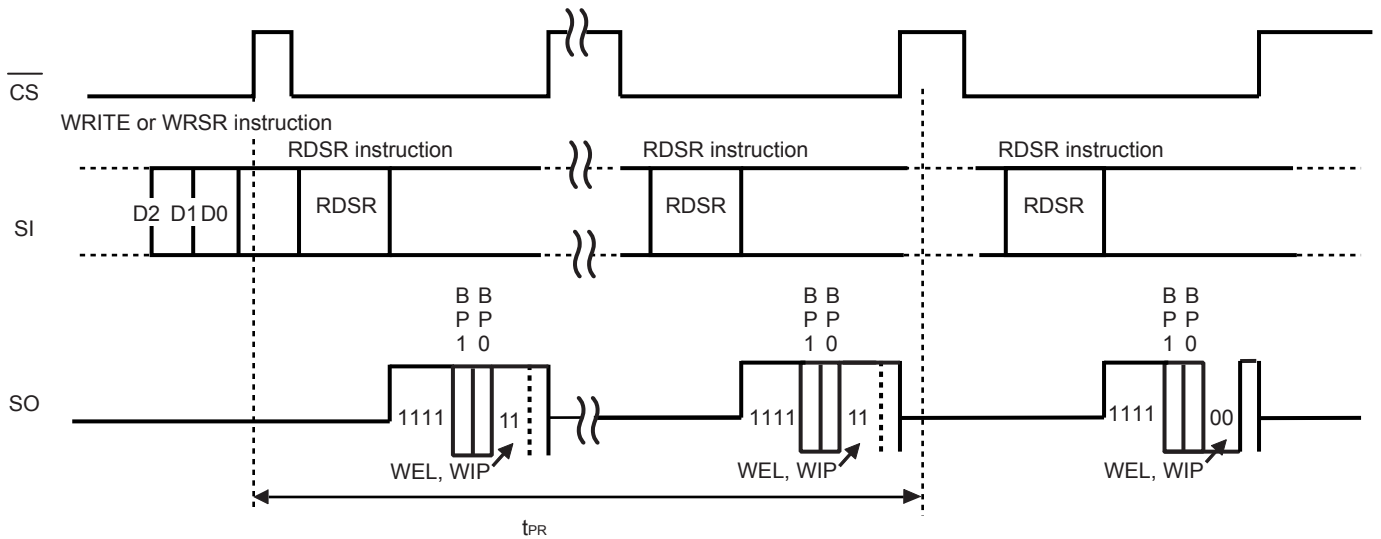 CS
WRITE or WRSR instruction
RDSR instruction
RDSR instruction
RDSR instruction
SI
D2 D1 D0
RDSR
RDSR
RDSR
B B
P P
1 0
B B
P P
1 0
B B
P P
1 0
SO
1111
11
1111
11
1111
00
WEL, WIP
WEL, WIP
WEL, WIP
tPR